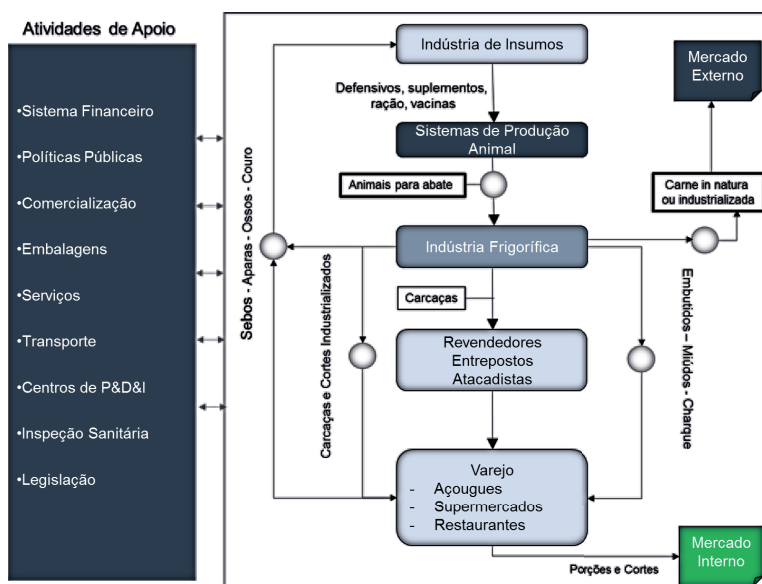 Atividades de Apoio
•Sistema Financeiro
•Políticas Públicas
•Comercialização
•Embalagens
•Serviços
•Transporte
•Centros de P&D&I
•Inspeção Sanitária
•Legislação
Indústria de Insumos
Defensivos, suplementos,
ração, vacinas
Sistemas de Produção
Animal
Animais para abate
Indústria Frigorífica
Carcaças
Revendedores
Entrepostos
Atacadistas
Varejo
- Açougues
- Supermercados
- Restaurantes
Sebos - Aparas - Ossos - Couro
Carcaças e Cortes Industrializados
Embutidos – Miúdos - Charque
Mercado
Externo
Carne in natura
ou industrializada
Porções e Cortes
Mercado
Interno